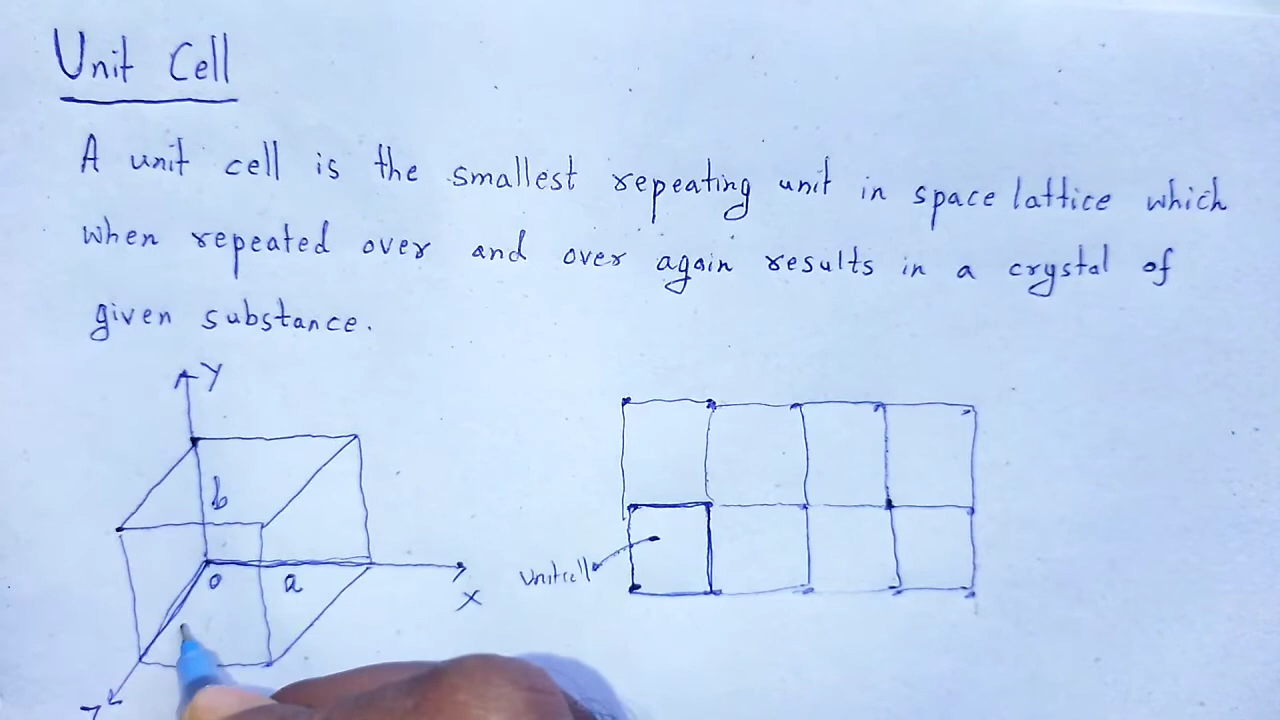 Unit Cell
A unit cell is the smallest repeating unit in space lattice which
when repeated over and over again results in a crystal of
given substance.
Y
b
o
a
X
Unitcell